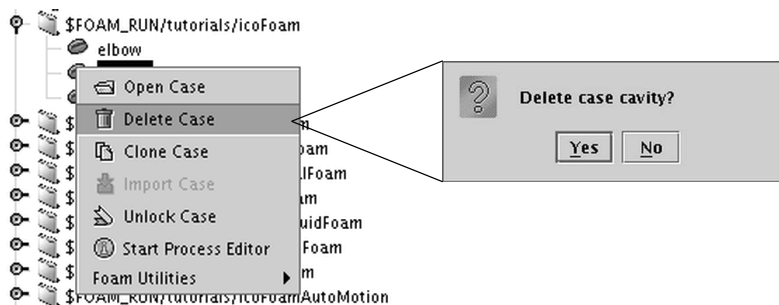 $FOAM_RUN/tutorials/icoFoam
elbow
Open Case
Delete Case
Clone Case
Import Case
Unlock Case
Start Process Editor
Foam Utilities
$FOAM_RUN/tutorials/icoFoamAutoMotion
Delete case cavity?
Yes
No